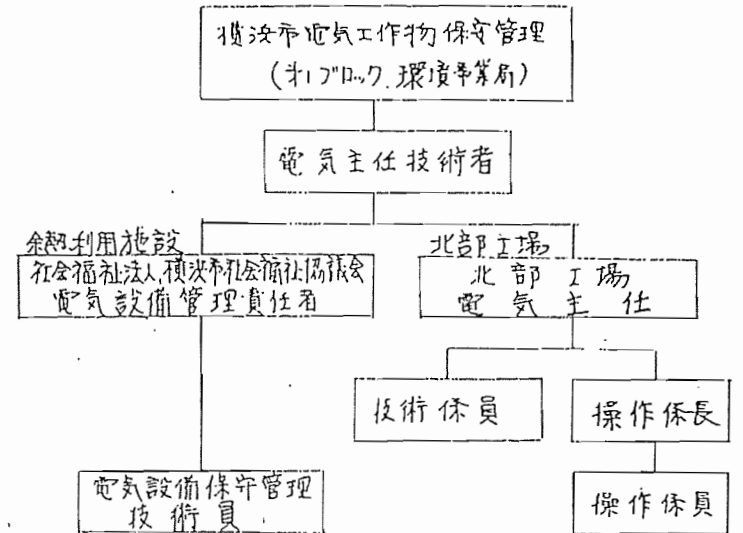 横浜市電気工作物保安管理
(第1ブロック.環境事業局)
電気主任技術者
余熱利用施設
社会福祉法人.横浜市社会福祉協議会
電気設備管理責任者
北部工場
北部工場
電気主任
技術係員
操作係長
電気設備保守管理
技術員
操作係員